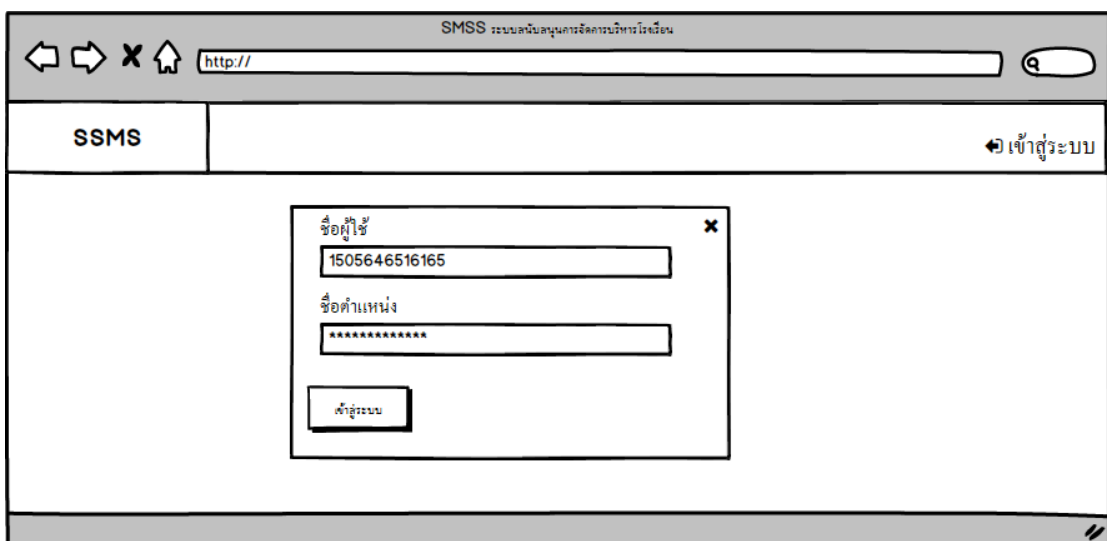 SMSS ระบบสนับสนุนการจัดการบริหารโรงเรียน
http://
SSMS
เข้าสู่ระบบ
ชื่อผู้ใช้
1505646516165
ชื่อตำแหน่ง
*************
เข้าสู่ระบบ